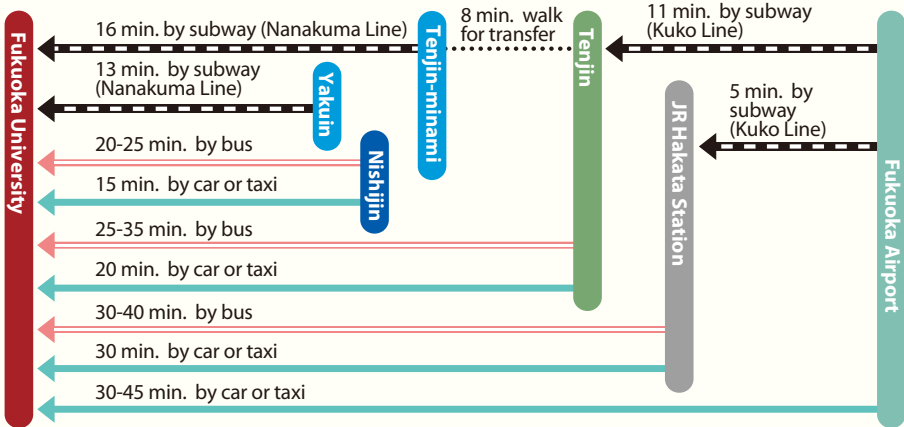 16 min. by subway (Nanakuma Line)
8 min. walk
for transfer
11 min. by subway
(Kuko Line)
13 min. by subway
(Nanakuma Line)
5 min. by
subway
(Kuko Line)
Fukuoka University
Yakuin
Nishijin
Tenjin-minami
Tenjin
JR Hakata Station
Fukuoka Airport
20-25 min. by bus
15 min. by car or taxi
25-35 min. by bus
20 min. by car or taxi
30-40 min. by bus
30 min. by car or taxi
30-45 min. by car or taxi